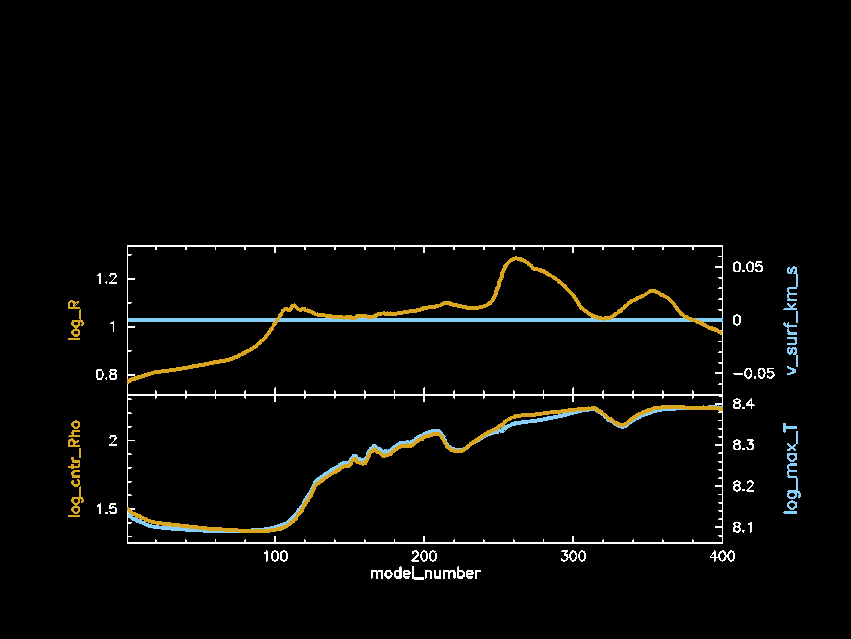 log_R
1.2
1
0.8
0.05
0
−0.05
v_surf_km_s
log_cntr_Rho
2
1.5
8.4
8.3
8.2
8.1
log_max_T
100 200 300 400
model_number